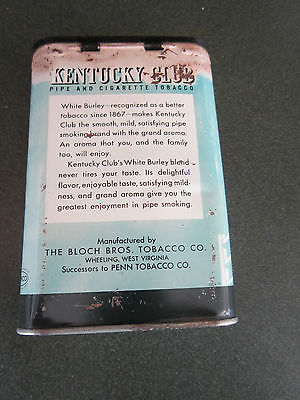 KENTUCKY CLUB
PIPE AND CIGARETTE TOBACCO
White Burley—recognized as a better
tobacco since 1867—makes Kentucky
Club the smooth, mild, satisfying pipe
smoking brand with the grand aroma.
An aroma that you, and the family
too, will enjoy.
Kentucky Club's White Burley blend
never tires your taste. Its delightful
flavor, enjoyable taste, satisfying mild-
ness, and grand aroma give you the
greatest enjoyment in pipe smoking.
Manufactured by
THE BLOCH BROS. TOBACCO CO.
WHEELING, WEST VIRGINIA
Successors to PENN TOBACCO CO.